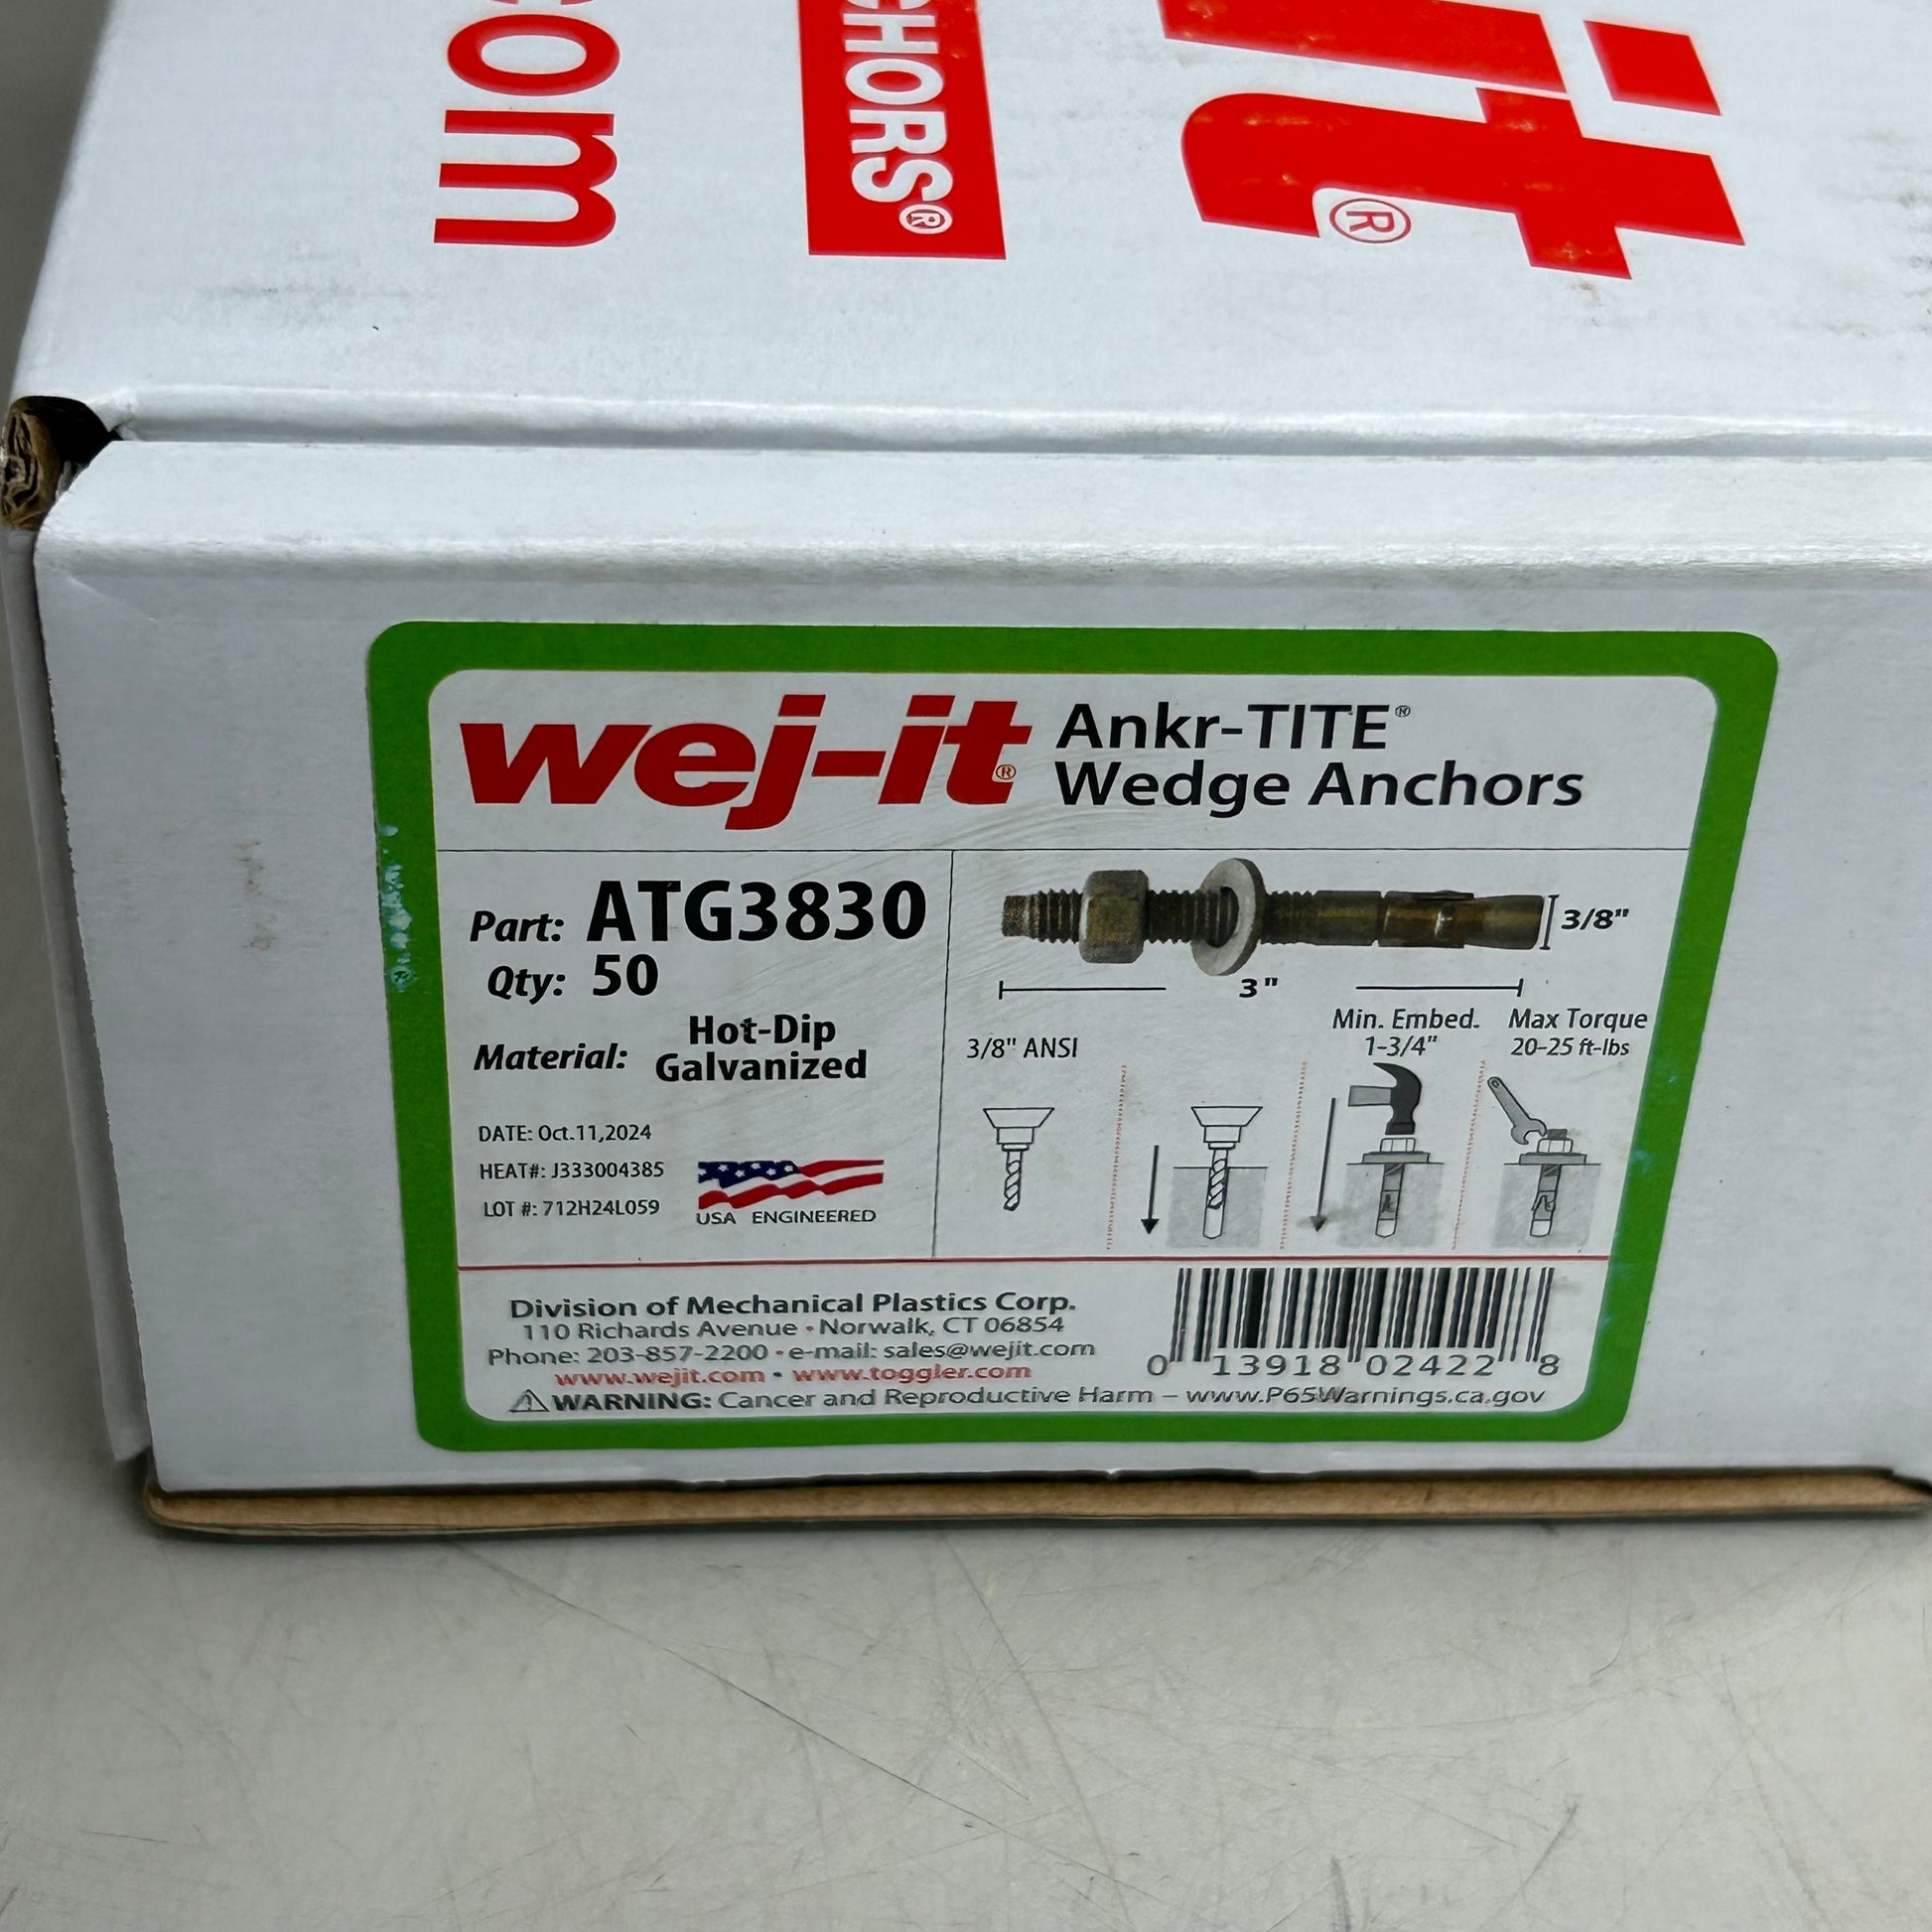 com
CHORS®
it®
wej-it® Ankr-TITE®
Wedge Anchors
Part: ATG3830
Qty: 50
Material: Hot-Dip
Galvanized
DATE: Oct.11,2024
HEAT#: J333004385
LOT #: 712H24L059
USA ENGINEERED
3/8"
3"
3/8" ANSI
Min. Embed.
1-3/4"
Max Torque
20-25 ft-lbs
Division of Mechanical Plastics Corp.
110 Richards Avenue • Norwalk, CT 06854
Phone: 203-857-2200 • e-mail: sales@wejit.com
www.wejit.com • www.toggler.com
WARNING: Cancer and Reproductive Harm – www.P65Warnings.ca.gov
0 13918 02422 8